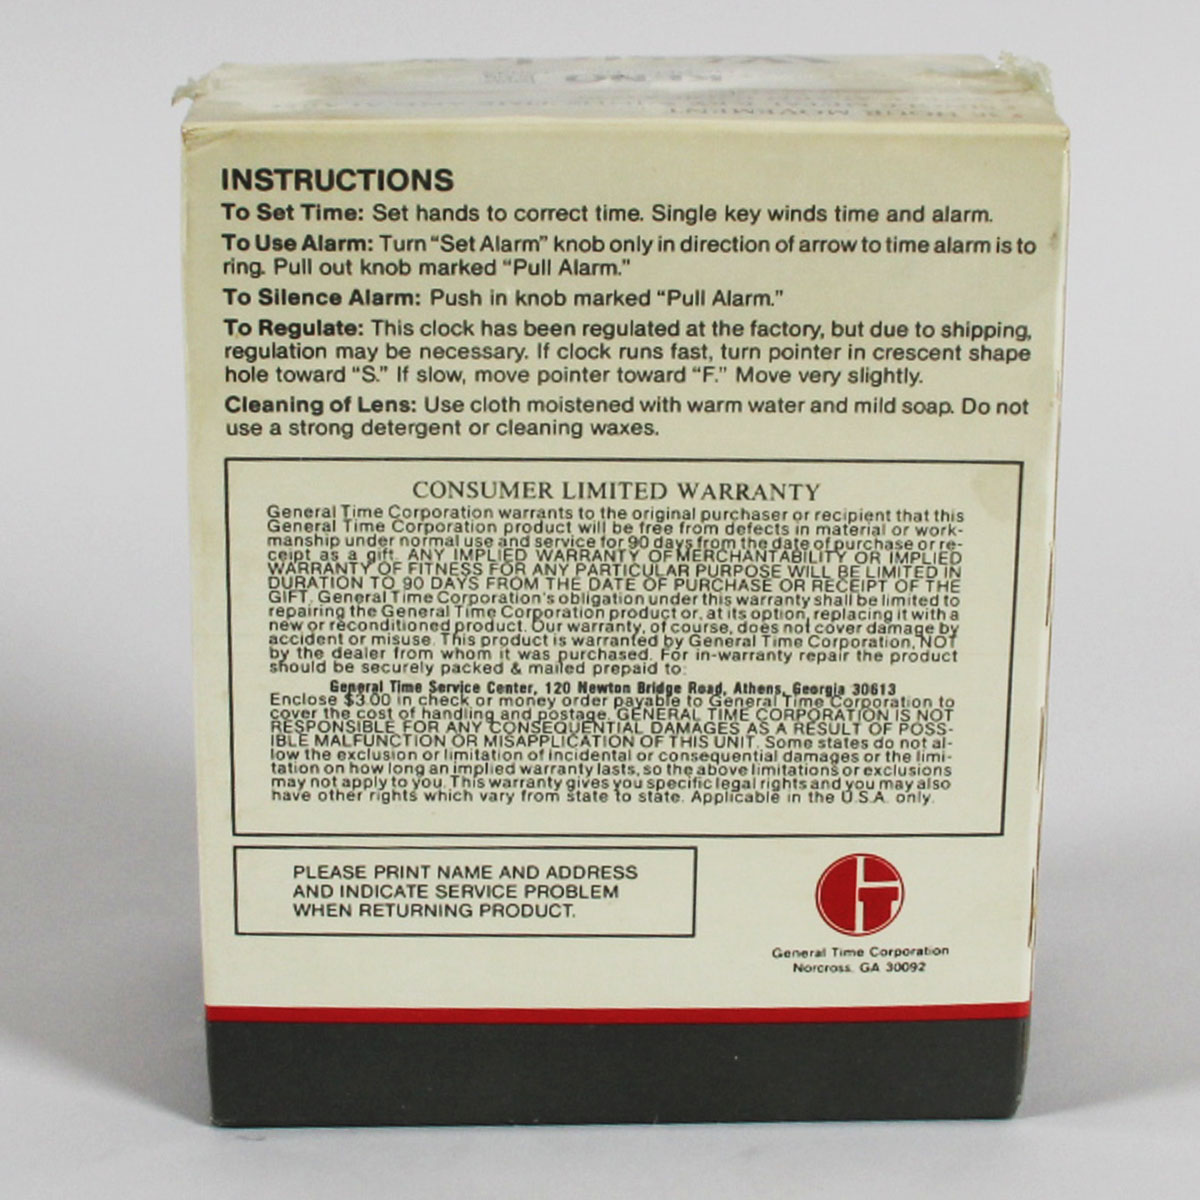 KENO
HOUR MOVEMENT
INSTRUCTIONS
To Set Time: Set hands to correct time. Single key winds time and alarm.
To Use Alarm: Turn “Set Alarm” knob only in direction of arrow to time alarm is to
ring. Pull out knob marked “Pull Alarm.”
To Silence Alarm: Push in knob marked “Pull Alarm.”
To Regulate: This clock has been regulated at the factory, but due to shipping,
regulation may be necessary. If clock runs fast, turn pointer in crescent shape
hole toward “S.” If slow, move pointer toward “F.” Move very slightly.
Cleaning of Lens: Use cloth moistened with warm water and mild soap. Do not
use a strong detergent or cleaning waxes.
CONSUMER LIMITED WARRANTY
General Time Corporation warrants to the original purchaser or recipient that this
General Time Corporation product will be free from defects in material or work-
manship under normal use and service for 90 days from the date of purchase or re-
ceipt as a gift. ANY IMPLIED WARRANTY OF MERCHANTABILITY OR IMPLIED
WARRANTY OF FITNESS FOR ANY PARTICULAR PURPOSE WILL BE LIMITED IN
DURATION TO 90 DAYS FROM THE DATE OF PURCHASE OR RECEIPT OF THE
GIFT. General Time Corporation's obligation under this warranty shall be limited to
repairing the General Time Corporation product or, at its option, replacing it with a
new or reconditioned product. Our warranty, of course, does not cover damage by
accident or misuse. This product is warranted by General Time Corporation, NOT
by the dealer from whom it was purchased. For in-warranty repair the product
should be securely packed & mailed prepaid to:
General Time Service Center, 120 Newton Bridge Road, Athens, Georgia 30613
Enclose $3.00 in check or money order payable to General Time Corporation to
cover the cost of handling and postage. GENERAL TIME CORPORATION IS NOT
RESPONSIBLE FOR ANY CONSEQUENTIAL DAMAGES AS A RESULT OF POSS-
IBLE MALFUNCTION OR MISAPPLICATION OF THIS UNIT. Some states do not al-
low the exclusion or limitation of incidental or consequential damages or the limi-
tation on how long an implied warranty lasts, so the above limitations or exclusions
may not apply to you. This warranty gives you specific legal rights and you may also
have other rights which vary from state to state. Applicable in the U.S.A. only.
PLEASE PRINT NAME AND ADDRESS
AND INDICATE SERVICE PROBLEM
WHEN RETURNING PRODUCT.
GT
General Time Corporation
Norcross, GA 30092